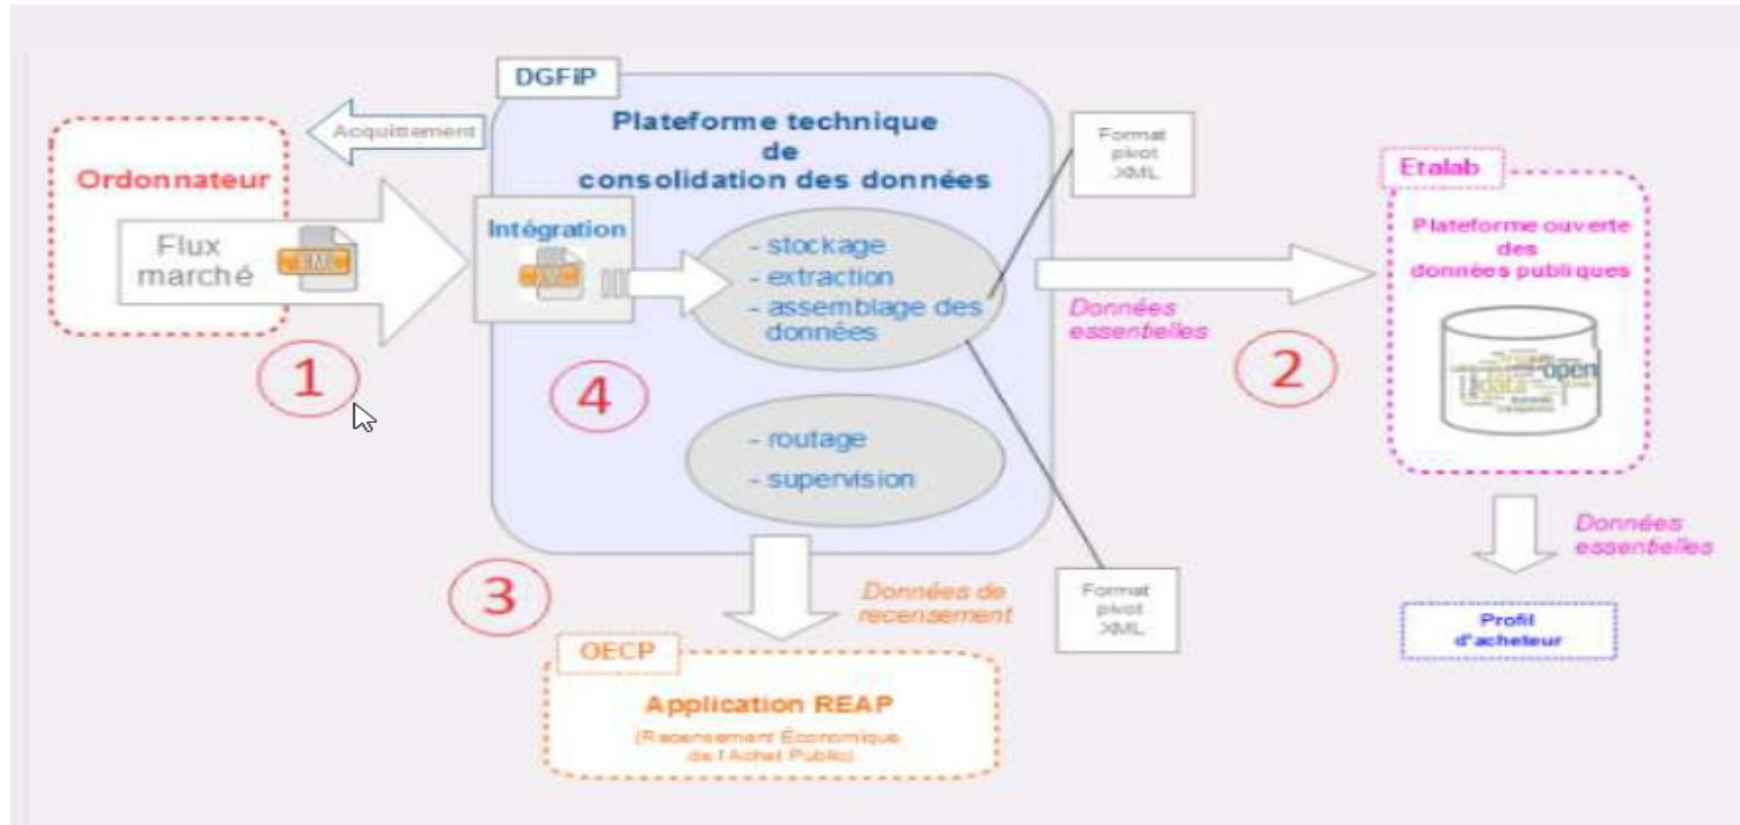 DGFiP
Plateforme technique
de
consolidation des données
Acquittement
Ordonnateur
Flux
marché
XML
1
Intégration
XML
- stockage
- extraction
- assemblage des
données
4
- routage
- supervision
Format
pivot
XML
Données
essentielles
2
Etalab
Plateforme ouverte
des
données publiques
open
Données
essentielles
Profil
d'acheteur
Format
pivot
XML
3
Données de
recensement
OECP
Application REAP
(Recensement Économique
de l'Achat Public)